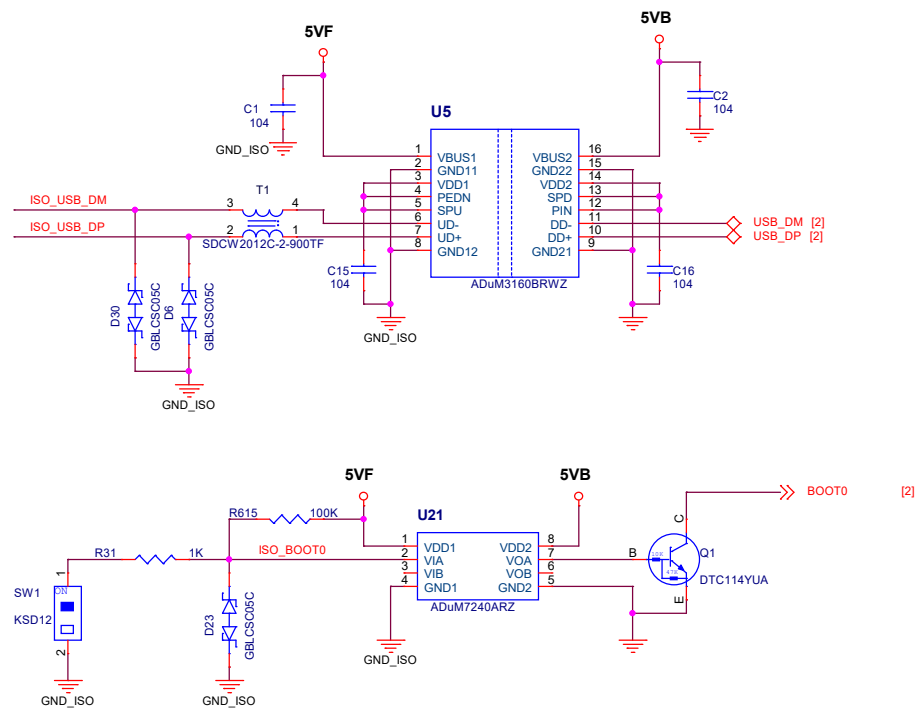 5VF
5VB
C1
104
C2
104
GND_ISO
U5
1 VBUS1 VBUS2 16
2 GND11 GND22 15
3 VDD1 VDD2 14
4 PEDN SPD 13
5 SPU PIN 12
6 UD- DD- 11
7 UD+ DD+ 10
8 GND12 GND21 9
ADuM3160BRWZ
ISO_USB_DM
ISO_USB_DP
T1
3 4
2 1
SDCW2012C-2-900TF
USB_DM [2]
USB_DP [2]
C15
104
C16
104
GND_ISO
D30
GBLCSC05C
D6
GBLCSC05C
GND_ISO
5VF
5VB
BOOT0 [2]
R615 100K
U21
R31 1K
ISO_BOOT0
1 VDD1 VDD2 8
2 VIA VOA 7
3 VIB VOB 6
4 GND1 GND2 5
ADuM7240ARZ
C
B
E
10K
47K
Q1
DTC114YUA
1
SW1
ON
KSD12
2
D23
GBLCSC05C
GND_ISO
GND_ISO
GND_ISO